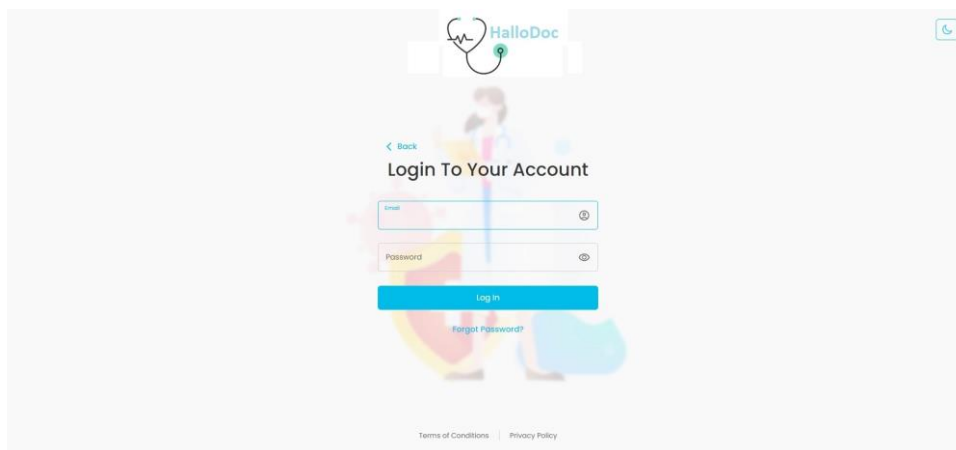 HalloDoc
Back
Login To Your Account
Email
Password
Log In
Forgot Password?
Terms of Conditions | Privacy Policy